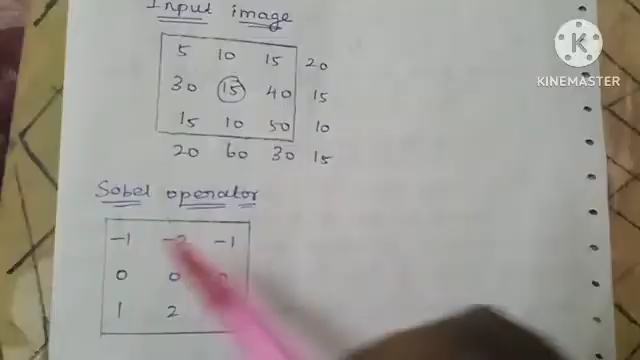 Input image
5 10 15 20
30 15 40 15
15 10 50 10
20 60 30 15
Sobel operator
-1 -2 -1
0 0
1 2
K
KINEMASTER